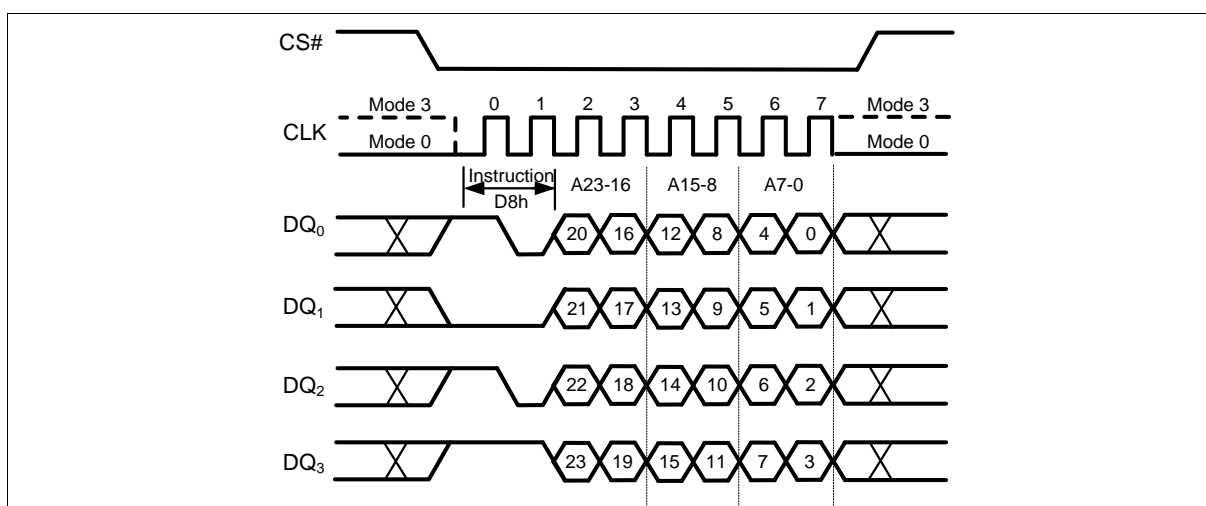 CS#
Mode 3 0 1 2 3 4 5 6 7 Mode 3
CLK
Mode 0 Mode 0
Instruction A23-16 A15-8 A7-0
D8h
DQ0 20 16 12 8 4 0
DQ1 21 17 13 9 5 1
DQ2 22 18 14 10 6 2
DQ3 23 19 15 11 7 3